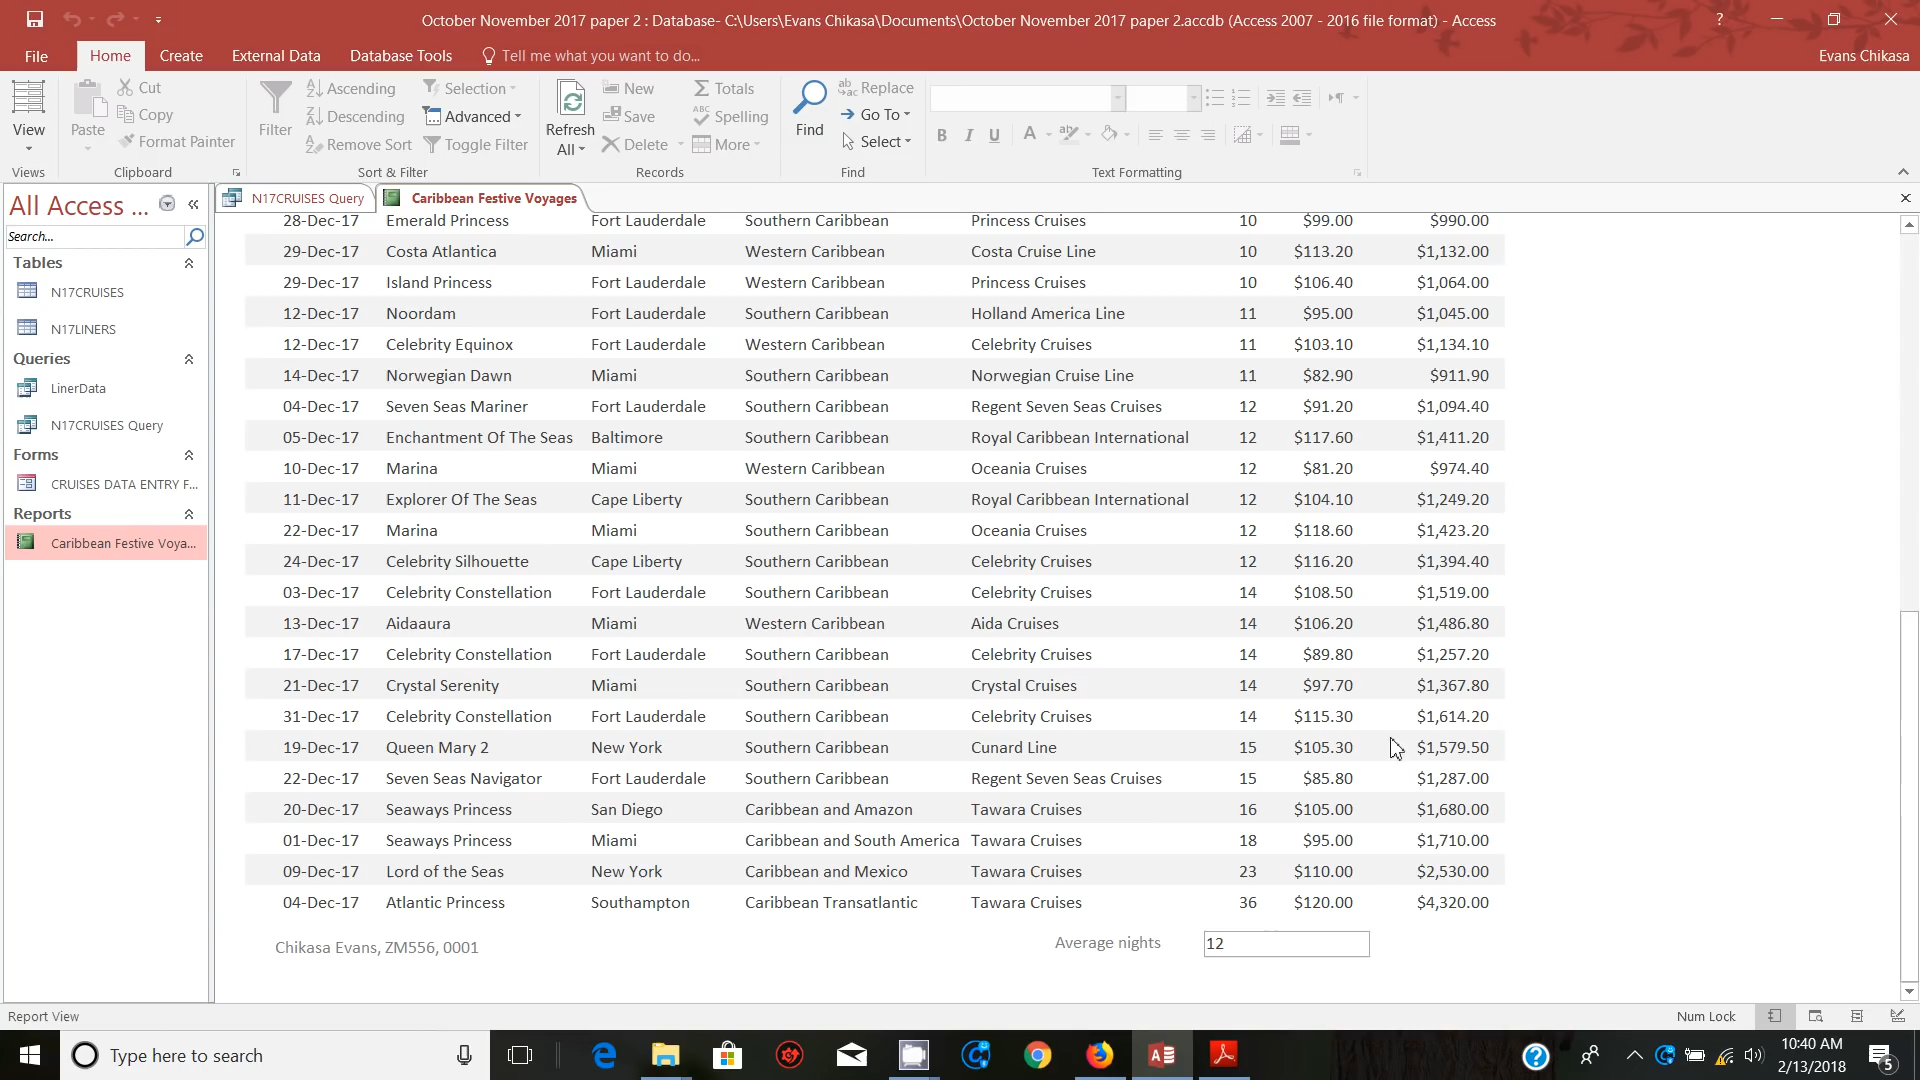 October November 2017 paper 2 : Database- C:\Users\Evans Chikasa\Documents\October November 2017 paper 2.accdb (Access 2007 - 2016 file format) - Access ?
File Home Create External Data Database Tools Tell me what you want to do... Evans Chikasa
View
Views
Paste
Cut
Copy
Format Painter
Clipboard
Filter
Ascending
Descending
Remove Sort
Selection
Advanced
Toggle Filter
Sort & Filter
Refresh All
New
Save
Delete
Totals
Spelling
More
Records
Find
Replace
Go To
Select
Find
B I U A
Text Formatting
All Access ...
Search...
Tables
N17CRUISES
N17LINERS
Queries
LinerData
N17CRUISES Query
Forms
CRUISES DATA ENTRY F...
Reports
Caribbean Festive Voya...
N17CRUISES Query Caribbean Festive Voyages
28-Dec-17 Emerald Princess Fort Lauderdale Southern Caribbean Princess Cruises 10 $99.00 $990.00
29-Dec-17 Costa Atlantica Miami Western Caribbean Costa Cruise Line 10 $113.20 $1,132.00
29-Dec-17 Island Princess Fort Lauderdale Western Caribbean Princess Cruises 10 $106.40 $1,064.00
12-Dec-17 Noordam Fort Lauderdale Southern Caribbean Holland America Line 11 $95.00 $1,045.00
12-Dec-17 Celebrity Equinox Fort Lauderdale Western Caribbean Celebrity Cruises 11 $103.10 $1,134.10
14-Dec-17 Norwegian Dawn Miami Southern Caribbean Norwegian Cruise Line 11 $82.90 $911.90
04-Dec-17 Seven Seas Mariner Fort Lauderdale Southern Caribbean Regent Seven Seas Cruises 12 $91.20 $1,094.40
05-Dec-17 Enchantment Of The Seas Baltimore Southern Caribbean Royal Caribbean International 12 $117.60 $1,411.20
10-Dec-17 Marina Miami Western Caribbean Oceania Cruises 12 $81.20 $974.40
11-Dec-17 Explorer Of The Seas Cape Liberty Southern Caribbean Royal Caribbean International 12 $104.10 $1,249.20
22-Dec-17 Marina Miami Southern Caribbean Oceania Cruises 12 $118.60 $1,423.20
24-Dec-17 Celebrity Silhouette Cape Liberty Southern Caribbean Celebrity Cruises 12 $116.20 $1,394.40
03-Dec-17 Celebrity Constellation Fort Lauderdale Southern Caribbean Celebrity Cruises 14 $108.50 $1,519.00
13-Dec-17 Aidaaura Miami Western Caribbean Aida Cruises 14 $106.20 $1,486.80
17-Dec-17 Celebrity Constellation Fort Lauderdale Southern Caribbean Celebrity Cruises 14 $89.80 $1,257.20
21-Dec-17 Crystal Serenity Miami Southern Caribbean Crystal Cruises 14 $97.70 $1,367.80
31-Dec-17 Celebrity Constellation Fort Lauderdale Southern Caribbean Celebrity Cruises 14 $115.30 $1,614.20
19-Dec-17 Queen Mary 2 New York Southern Caribbean Cunard Line 15 $105.30 $1,579.50
22-Dec-17 Seven Seas Navigator Fort Lauderdale Southern Caribbean Regent Seven Seas Cruises 15 $85.80 $1,287.00
20-Dec-17 Seaways Princess San Diego Caribbean and Amazon Tawara Cruises 16 $105.00 $1,680.00
01-Dec-17 Seaways Princess Miami Caribbean and South America Tawara Cruises 18 $95.00 $1,710.00
09-Dec-17 Lord of the Seas New York Caribbean and Mexico Tawara Cruises 23 $110.00 $2,530.00
04-Dec-17 Atlantic Princess Southampton Caribbean Transatlantic Tawara Cruises 36 $120.00 $4,320.00
Chikasa Evans, ZM556, 0001 Average nights 12
Report View Num Lock
Type here to search
10:40 AM
2/13/2018
5